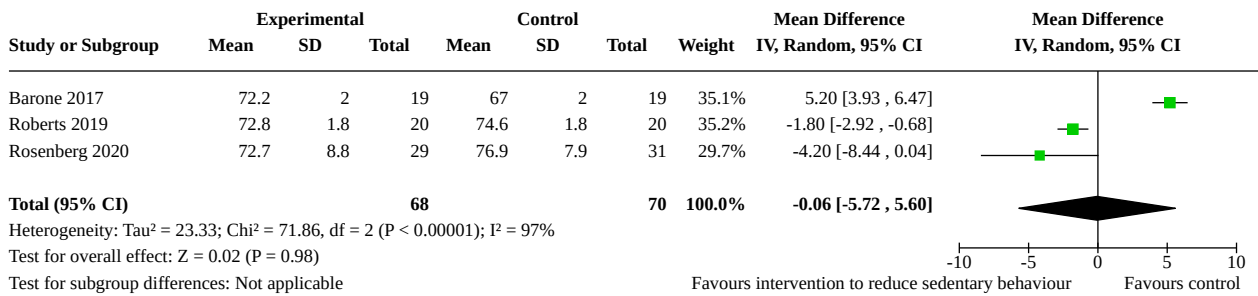 Experimental Control Mean Difference Mean Difference
Study or Subgroup Mean SD Total Mean SD Total Weight IV, Random, 95% CI IV, Random, 95% CI
Barone 2017 72.2 2 19 67 2 19 35.1% 5.20 [3.93 , 6.47]
Roberts 2019 72.8 1.8 20 74.6 1.8 20 35.2% -1.80 [-2.92 , -0.68]
Rosenberg 2020 72.7 8.8 29 76.9 7.9 31 29.7% -4.20 [-8.44 , 0.04]
Total (95% CI) 68 70 100.0% -0.06 [-5.72 , 5.60]
Heterogeneity: Tau² = 23.33; Chi² = 71.86, df = 2 (P < 0.00001); I² = 97%
Test for overall effect: Z = 0.02 (P = 0.98)
-10 -5 0 5 10
Test for subgroup differences: Not applicable Favours intervention to reduce sedentary behaviour Favours control